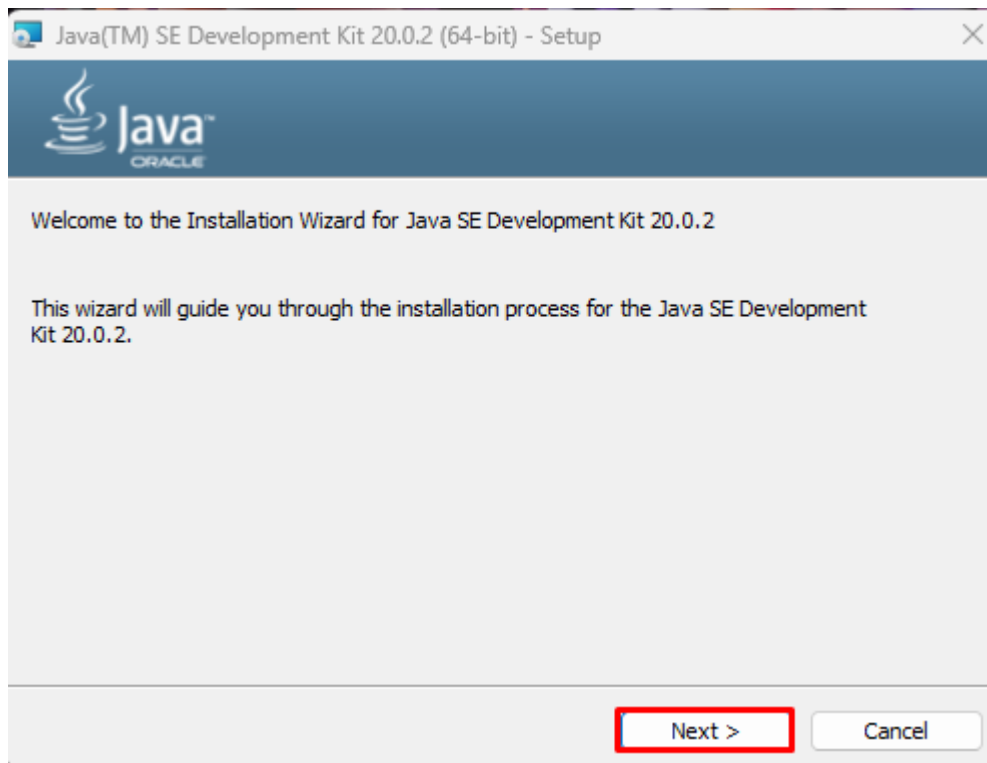 Java(TM) SE Development Kit 20.0.2 (64-bit) - Setup
Java™
ORACLE
Welcome to the Installation Wizard for Java SE Development Kit 20.0.2
This wizard will guide you through the installation process for the Java SE Development
Kit 20.0.2.
Next >
Cancel